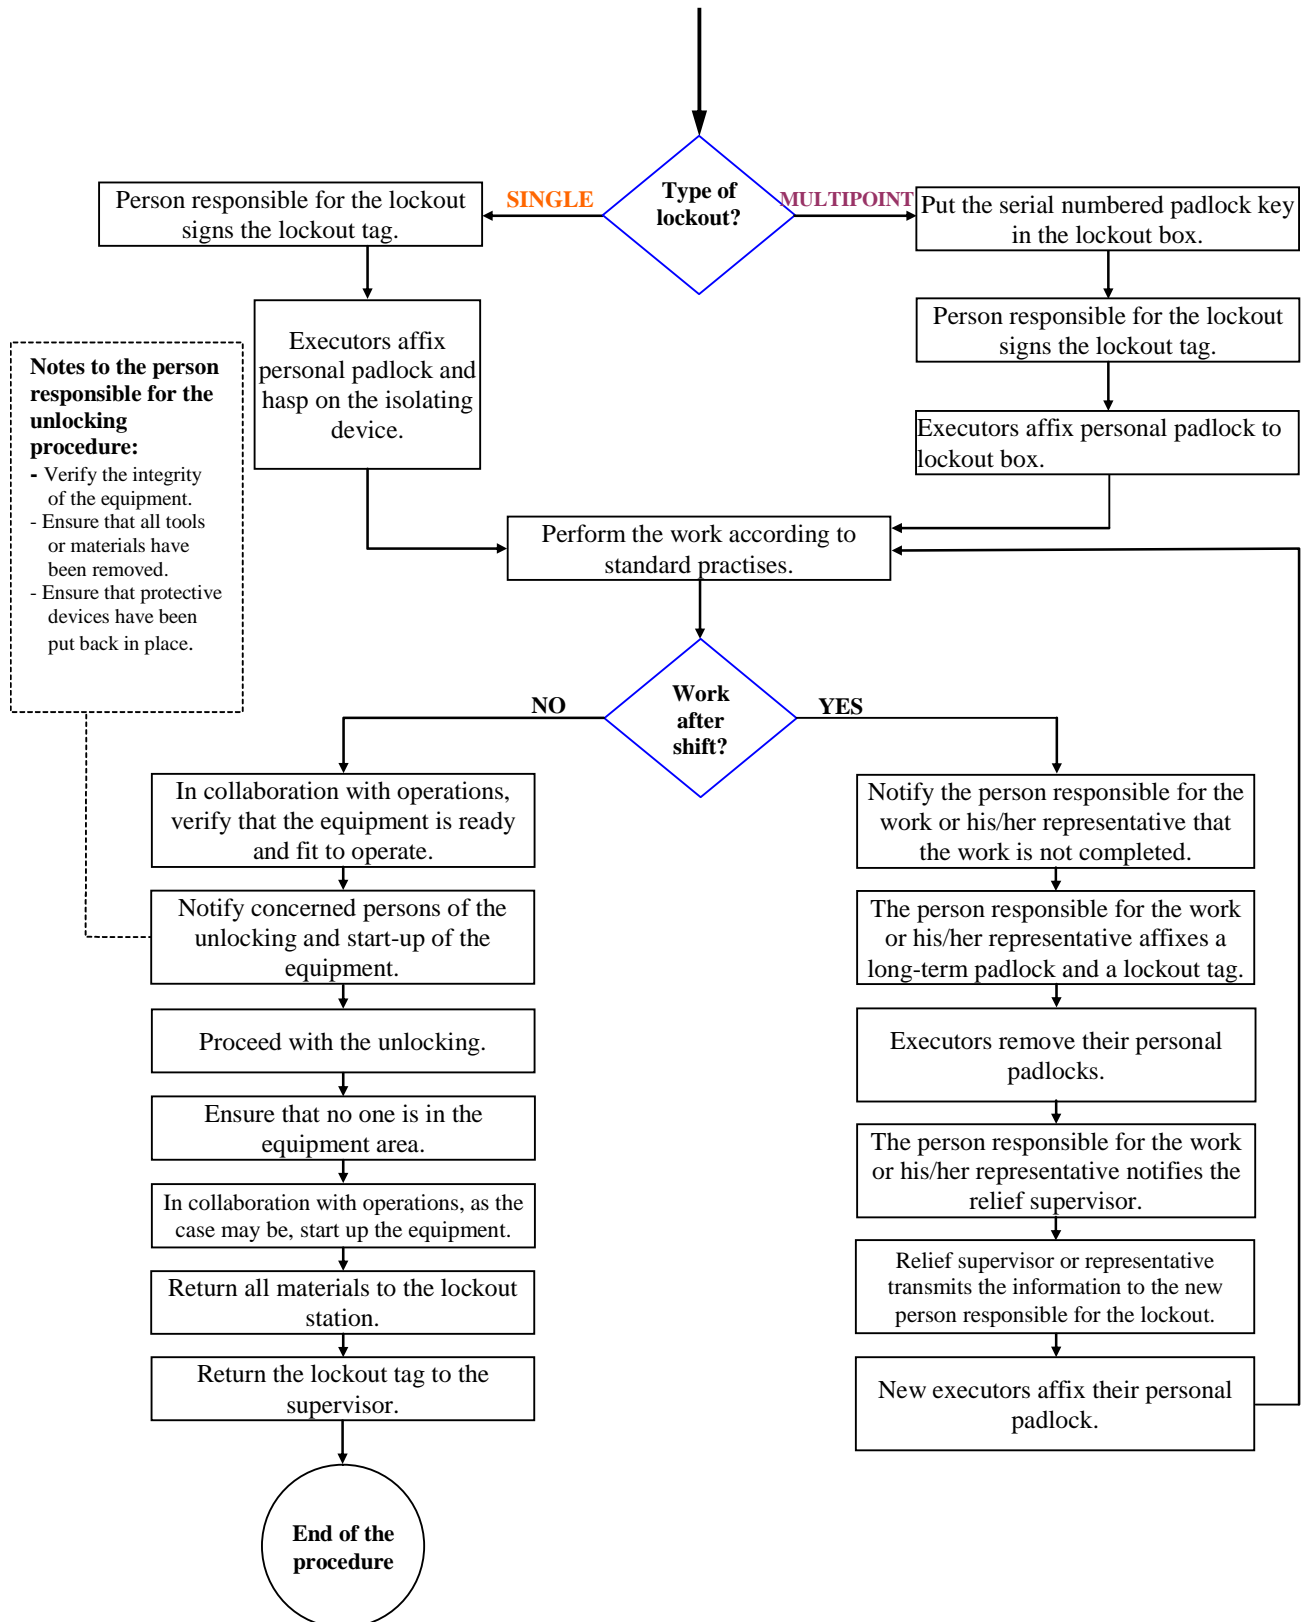 Type of
lockout?
SINGLE
MULTIPOINT
Person responsible for the lockout
signs the lockout tag.
Put the serial numbered padlock key
in the lockout box.
Executors affix
personal padlock and
hasp on the isolating
device.
Person responsible for the lockout
signs the lockout tag.
Executors affix personal padlock to
lockout box.
Notes to the person
responsible for the
unlocking
procedure:
- Verify the integrity
of the equipment.
- Ensure that all tools
or materials have
been removed.
- Ensure that protective
devices have been
put back in place.
Perform the work according to
standard practises.
Work
after
shift?
NO
YES
In collaboration with operations,
verify that the equipment is ready
and fit to operate.
Notify concerned persons of the
unlocking and start-up of the
equipment.
Proceed with the unlocking.
Ensure that no one is in the
equipment area.
In collaboration with operations, as the
case may be, start up the equipment.
Return all materials to the lockout
station.
Return the lockout tag to the
supervisor.
End of the
procedure
Notify the person responsible for the
work or his/her representative that
the work is not completed.
The person responsible for the work
or his/her representative affixes a
long-term padlock and a lockout tag.
Executors remove their personal
padlocks.
The person responsible for the work
or his/her representative notifies the
relief supervisor.
Relief supervisor or representative
transmits the information to the new
person responsible for the lockout.
New executors affix their personal
padlock.